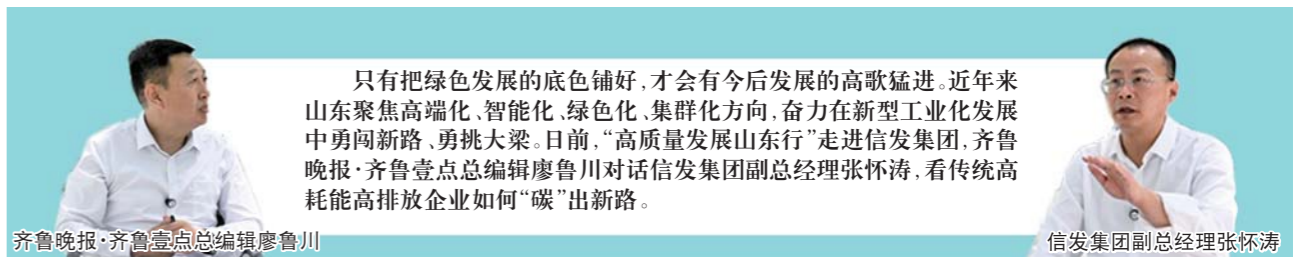 只有把绿色发展的底色铺好,才会有今后发展的高歌猛进。近年来
山东聚焦高端化、智能化、绿色化、集群化方向,奋力在新型工业化发展
中勇闯新路、勇挑大梁。日前,“高质量发展山东行”走进信发集团,齐鲁
晚报·齐鲁壹点总编辑廖鲁川对话信发集团副总经理张怀涛,看传统高
耗能高排放企业如何“碳”出新路。
齐鲁晚报·齐鲁壹点总编辑廖鲁川
信发集团副总经理张怀涛